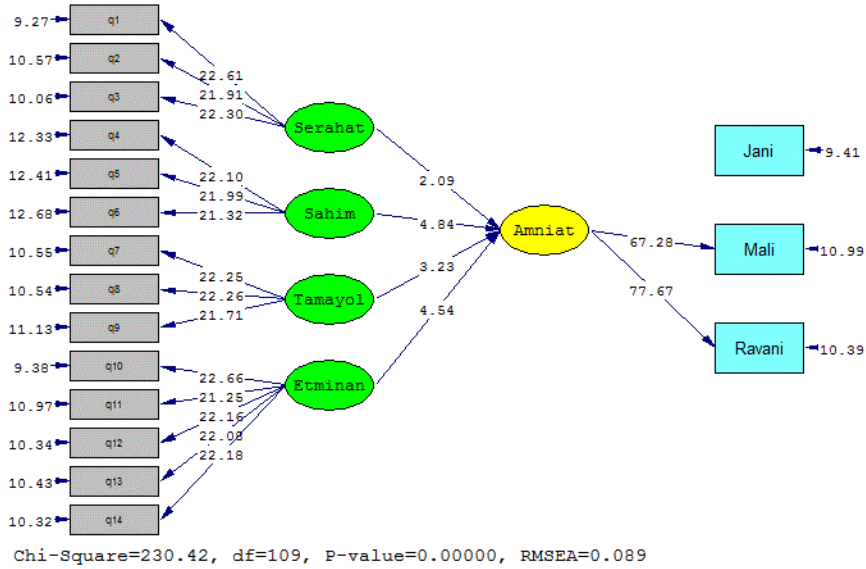 9.27 q1
10.57 q2
10.06 q3
12.33 q4
12.41 q5
12.68 q6
10.55 q7
10.54 q8
11.13 q9
9.38 q10
10.97 q11
10.34 q12
10.43 q13
10.32 q14
22.61
21.91
22.30
22.10
21.99
21.32
22.25
22.26
21.71
22.66
21.25
22.16
22.08
22.18
Serahat
Sahim
Tamayol
Etminan
2.09
4.84
3.23
4.54
Amniat
67.28
77.67
Jani 9.41
Mali 10.99
Ravani 10.39
Chi-Square=230.42, df=109, P-value=0.00000, RMSEA=0.089